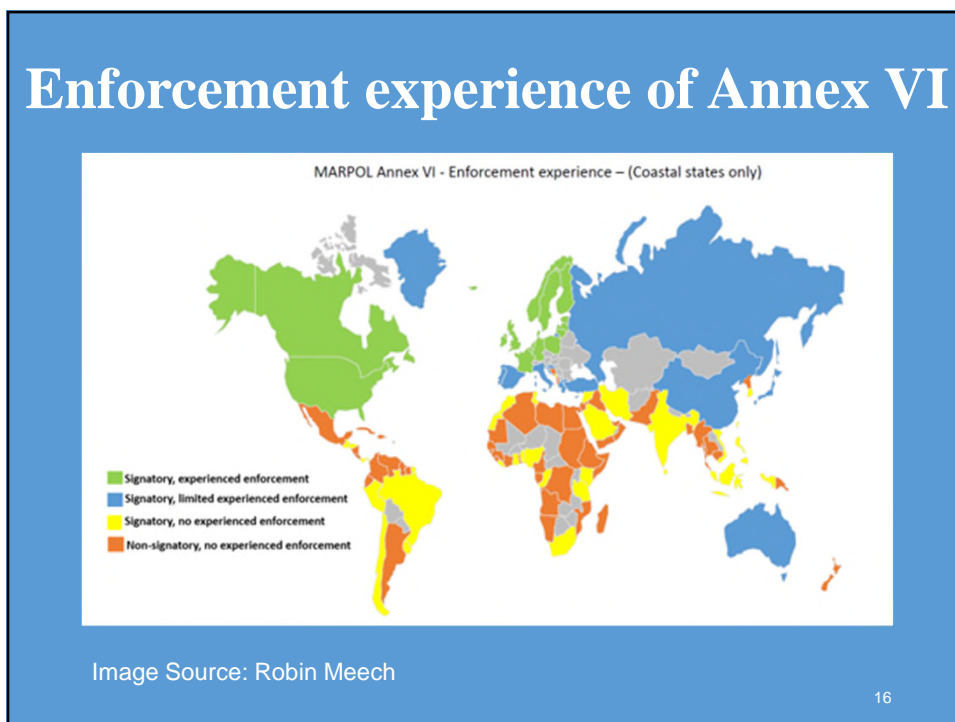 Enforcement experience of Annex VI
MARPOL Annex VI - Enforcement experience – (Coastal states only)
Signatory, experienced enforcement
Signatory, limited experienced enforcement
Signatory, no experienced enforcement
Non-signatory, no experienced enforcement
Image Source: Robin Meech
16